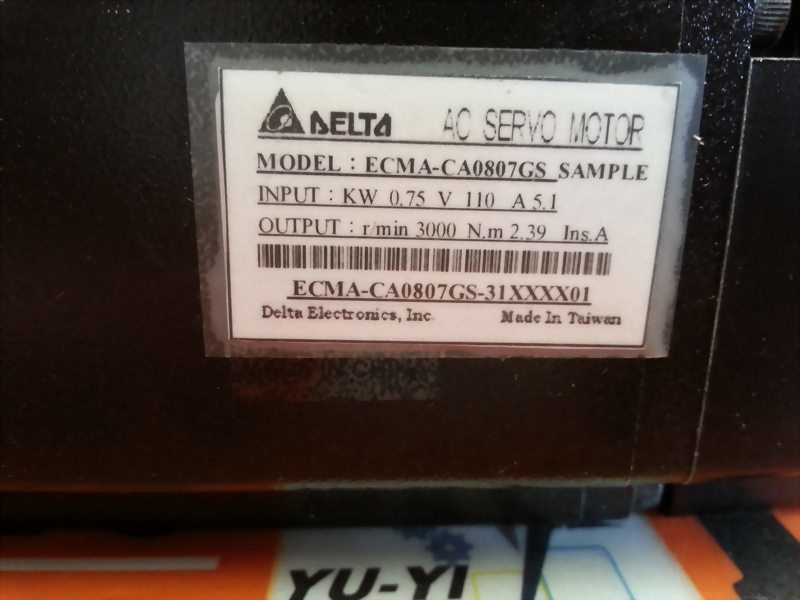 DELTA AC SERVO MOTOR
MODEL : ECMA-CA0807GS SAMPLE
INPUT : KW 0.75 V 110 A 5.1
OUTPUT : r/min 3000 N.m 2.39 Ins.A
ECMA-CA0807GS-31XXXX01
Delta Electronics, Inc Made In Taiwan
YU-YI